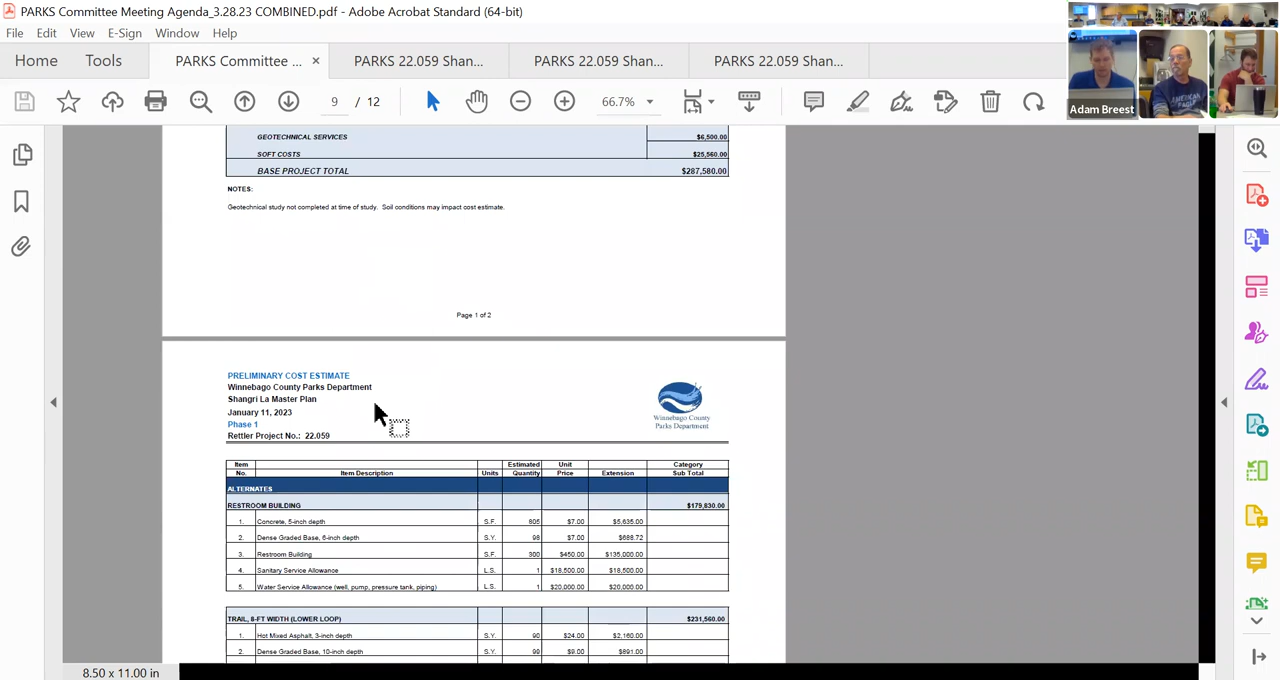 PARKS Committee Meeting Agenda_3.28.23 COMBINED.pdf - Adobe Acrobat Standard (64-bit)
File Edit View E-Sign Window Help
Home Tools PARKS Committee ... × PARKS 22.059 Shan... PARKS 22.059 Shan... PARKS 22.059 Shan...
9 / 12 66.7%
Adam Breest
GEOTECHNICAL SERVICES $6,500.00
SOFT COSTS $25,560.00
BASE PROJECT TOTAL $287,580.00
NOTES:
Geotechnical study not completed at time of study. Soil conditions may impact cost estimate.
Page 1 of 2
PRELIMINARY COST ESTIMATE
Winnebago County Parks Department
Shangri La Master Plan
January 11, 2023
Phase 1
Rettler Project No.: 22.059
Winnebago County
Parks Department
Item Estimated Unit Category
No. Item Description Units Quantity Price Extension Sub Total
ALTERNATES
RESTROOM BUILDING $179,830.00
1. Concrete, 5-inch depth S.F. 805 $7.00 $5,635.00
2. Dense Graded Base, 6-inch depth S.Y. 98 $7.00 $688.72
3. Restroom Building S.F. 300 $450.00 $135,000.00
4. Sanitary Service Allowance L.S. 1 $18,500.00 $18,500.00
5. Water Service Allowance (well, pump, pressure tank, piping) L.S. 1 $20,000.00 $20,000.00
TRAIL, 8-FT WIDTH (LOWER LOOP) $231,560.00
1. Hot Mixed Asphalt, 3-inch depth S.Y. 90 $24.00 $2,160.00
2. Dense Graded Base, 10-inch depth S.Y. 99 $9.00 $891.00
8.50 x 11.00 in